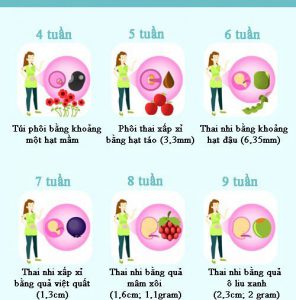 4 tuần
5 tuần
6 tuần
Túi phôi bằng khoảng
một hạt mầm
Phôi thai xấp xỉ
bằng hạt táo (3,3mm)
Thai nhi bằng khoảng
hạt đậu (6,35mm)
7 tuần
8 tuần
9 tuần
Thai nhi xấp xỉ
bằng quả việt quất
(1,3cm)
Thai nhi bằng quả
mâm xôi
(1,6cm; 1,1gram)
Thai nhi bằng quả
ô liu xanh
(2,3cm; 2 gram)